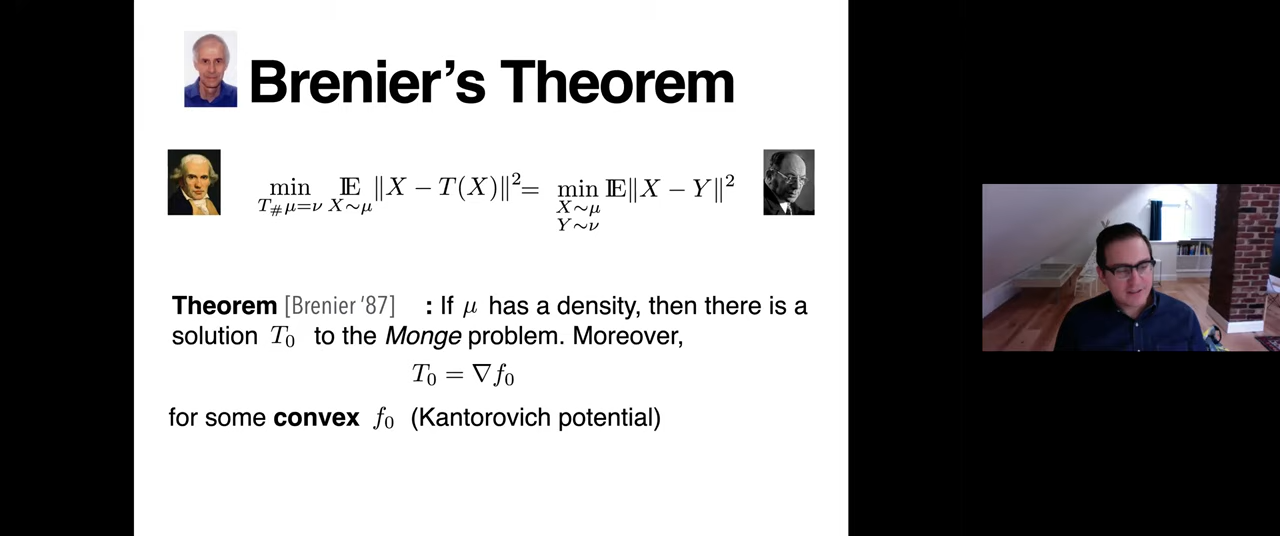 Brenier's Theorem
min_{T_# μ=ν} 𝔼_{X∼μ} ‖X − T(X)‖² = min_{X∼μ, Y∼ν} 𝔼‖X − Y‖²
Theorem [Brenier '87] : If μ has a density, then there is a
solution T₀ to the Monge problem. Moreover,
T₀ = ∇f₀
for some convex f₀ (Kantorovich potential)